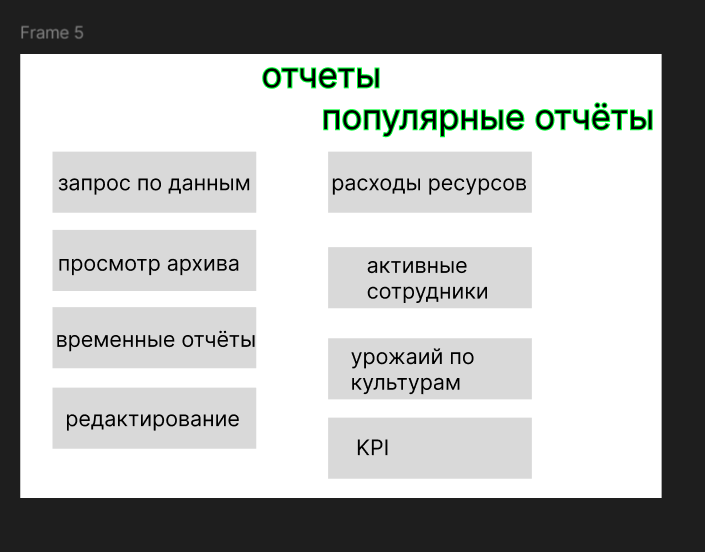 Frame 5
отчеты
популярные отчёты
запрос по данным
просмотр архива
временные отчёты
редактирование
расходы ресурсов
активные
сотрудники
урожаий по
культурам
KPI